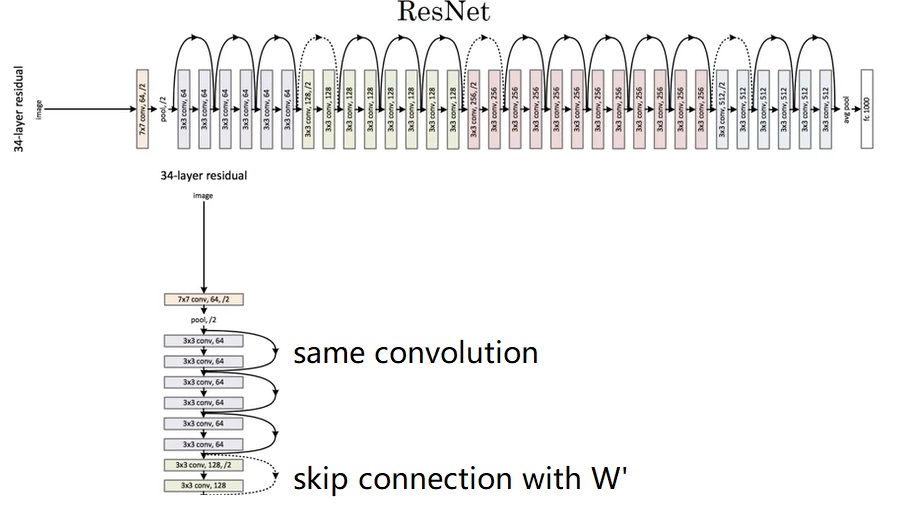 ResNet
34-layer residual
image
7x7 conv, 64, /2
pool, /2
3x3 conv, 64
3x3 conv, 64
3x3 conv, 64
3x3 conv, 64
3x3 conv, 64
3x3 conv, 64
3x3 conv, 128, /2
3x3 conv, 128
3x3 conv, 128
3x3 conv, 128
3x3 conv, 128
3x3 conv, 128
3x3 conv, 128
3x3 conv, 128
3x3 conv, 256, /2
3x3 conv, 256
3x3 conv, 256
3x3 conv, 256
3x3 conv, 256
3x3 conv, 256
3x3 conv, 256
3x3 conv, 256
3x3 conv, 256
3x3 conv, 256
3x3 conv, 256
3x3 conv, 256
3x3 conv, 512, /2
3x3 conv, 512
3x3 conv, 512
3x3 conv, 512
3x3 conv, 512
3x3 conv, 512
avg pool
fc 1000
34-layer residual
image
7x7 conv, 64, /2
pool, /2
3x3 conv, 64
same convolution
3x3 conv, 64
3x3 conv, 64
3x3 conv, 64
3x3 conv, 64
3x3 conv, 64
3x3 conv, 128, /2
skip connection with W'
3x3 conv, 128